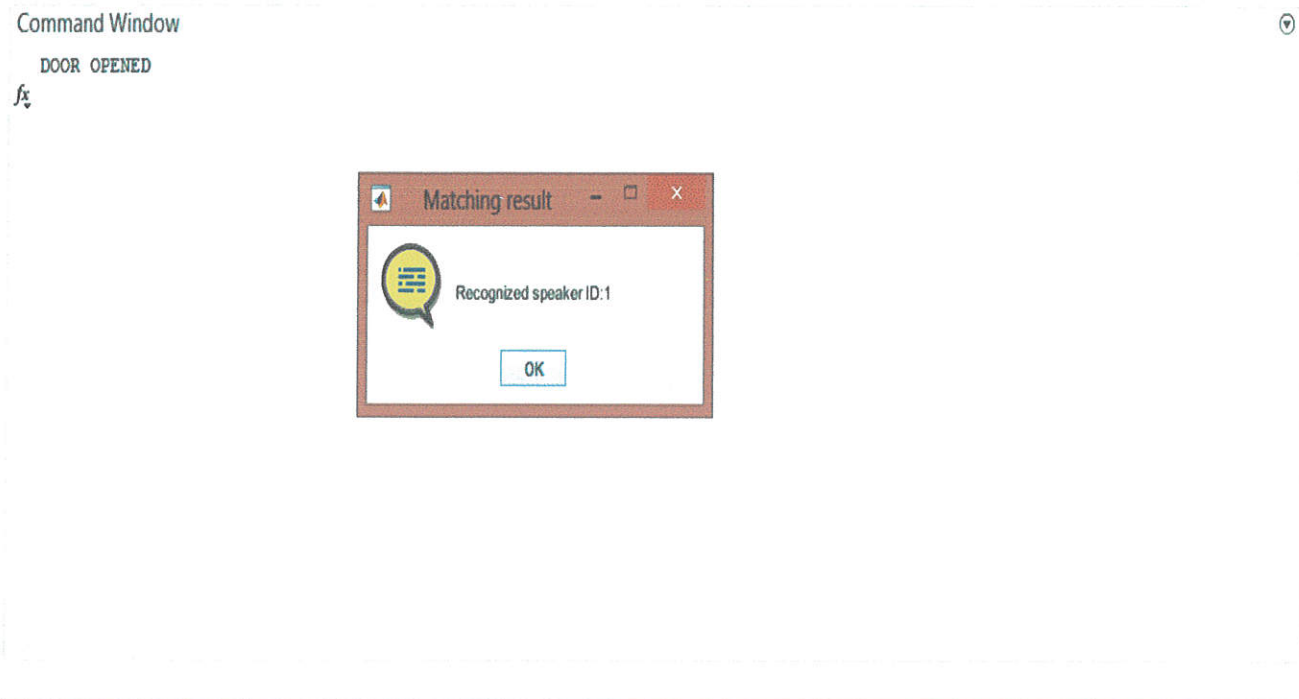 Command Window
DOOR OPENED
fx
Matching result
Recognized speaker ID:1
OK